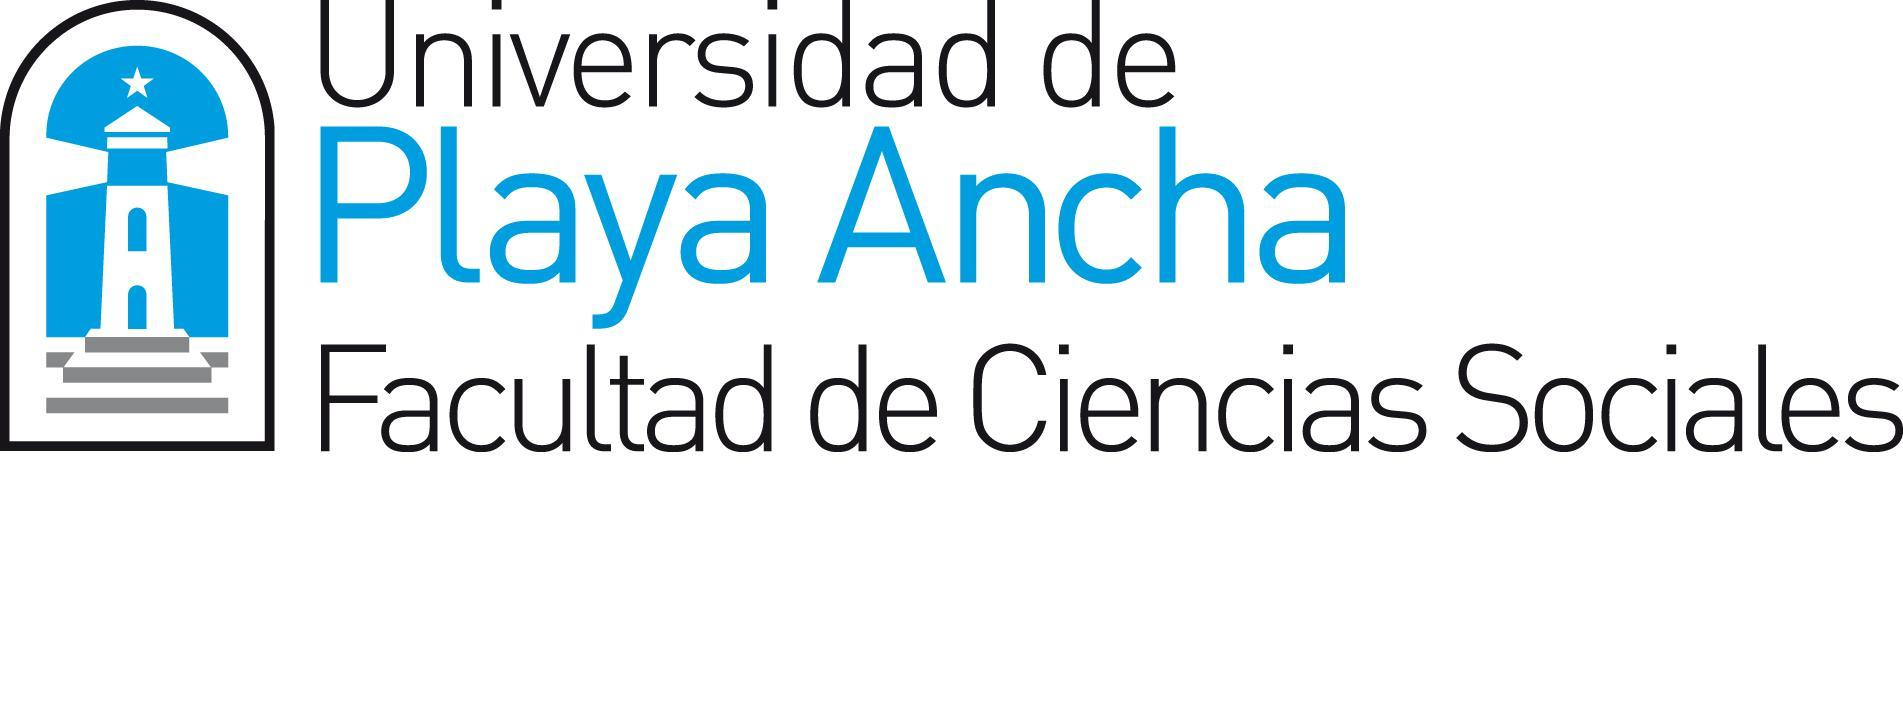 Universidad de
Playa Ancha
Facultad de Ciencias Sociales